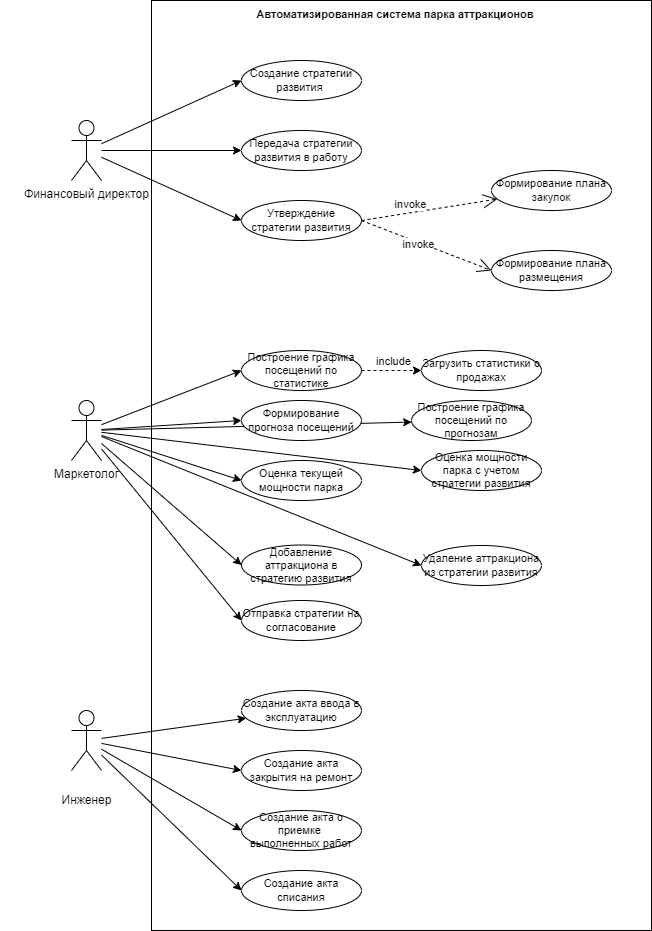 Автоматизированная система парка аттракционов
Создание стратегии
развития
Передача стратегии
развития в работу
Финансовый директор
Утверждение
стратегии развития
invoke
invoke
Формирование плана
закупок
Формирование плана
размещения
Построение графика
посещений по
статистике
include
Загрузить статистики о
продажах
Формирование
прогноза посещений
Построение графика
посещений по
прогнозам
Маркетолог
Оценка текущей
мощности парка
Оценка мощности
парка с учетом
стратегии развития
Добавление
аттракциона в
стратегию развития
Удаление аттракциона
из стратегии развития
Отправка стратегии на
согласование
Создание акта ввода в
эксплуатацию
Создание акта
закрытия на ремонт
Инженер
Создание акта о
приемке
выполненных работ
Создание акта
списания